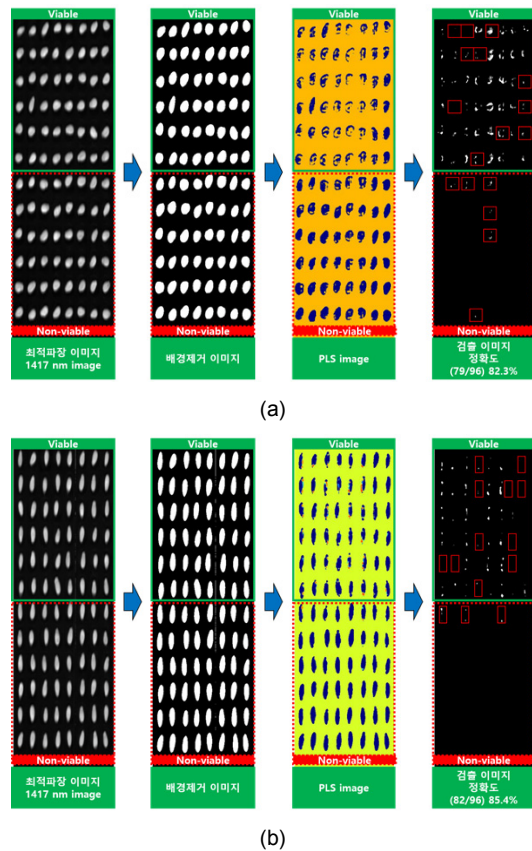 Viable
Viable
Viable
Viable
Non-viable
Non-viable
Non-viable
Non-viable
최적파장 이미지
1417 nm image
배경제거 이미지
PLS image
검출 이미지
정확도
(79/96) 82.3%
(a)
Viable
Viable
Viable
Viable
Non-viable
Non-viable
Non-viable
Non-viable
최적파장 이미지
1417 nm image
배경제거 이미지
PLS image
검출 이미지
정확도
(82/96) 85.4%
(b)